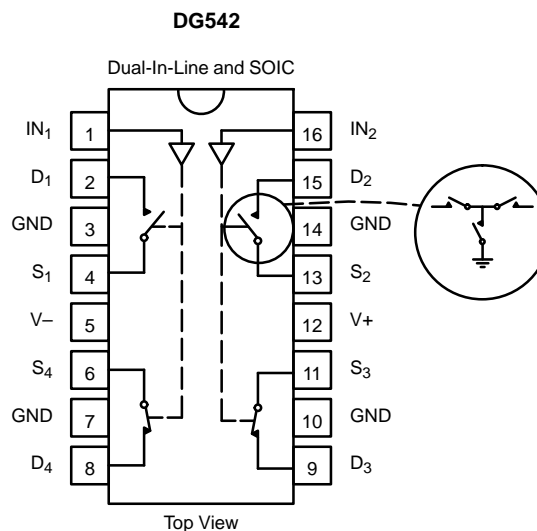 DG542
Dual-In-Line and SOIC
IN1 1 16 IN2
D1 2 15 D2
GND 3 14 GND
S1 4 13 S2
V– 5 12 V+
S4 6 11 S3
GND 7 10 GND
D4 8 9 D3
Top View